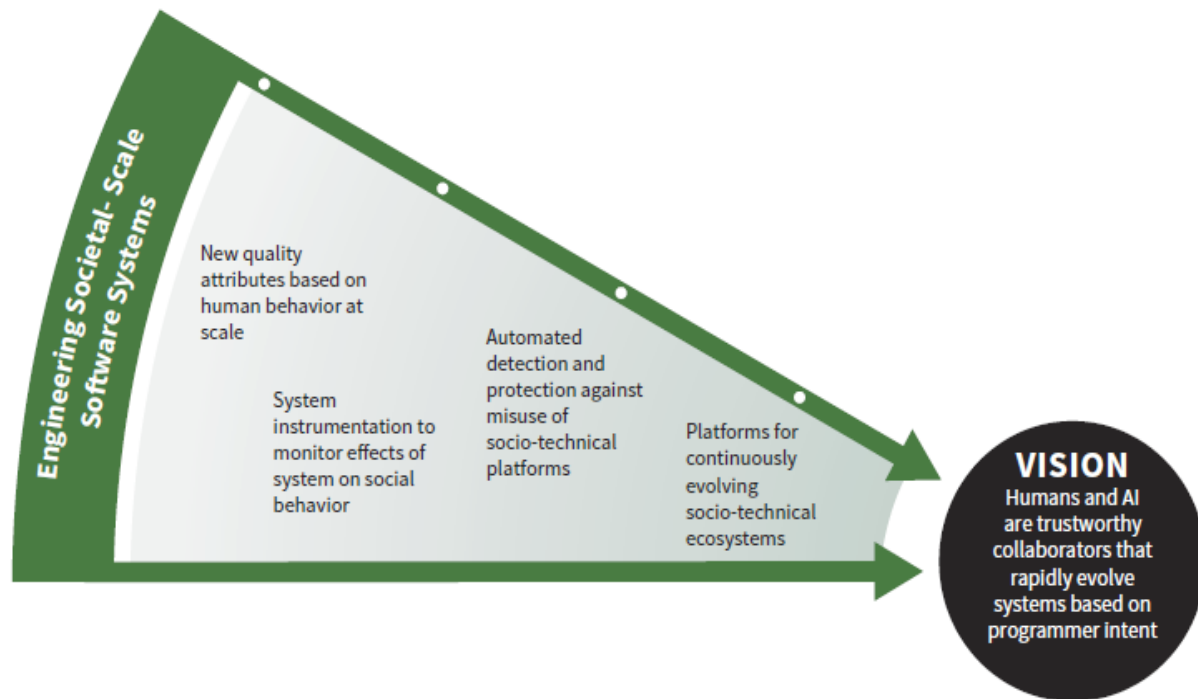 Engineering Societal- Scale
Software Systems
New quality
attributes based on
human behavior at
scale
System
instrumentation to
monitor effects of
system on social
behavior
Automated
detection and
protection against
misuse of
socio-technical
platforms
Platforms for
continuously
evolving
socio-technical
ecosystems
VISION
Humans and AI
are trustworthy
collaborators that
rapidly evolve
systems based on
programmer intent